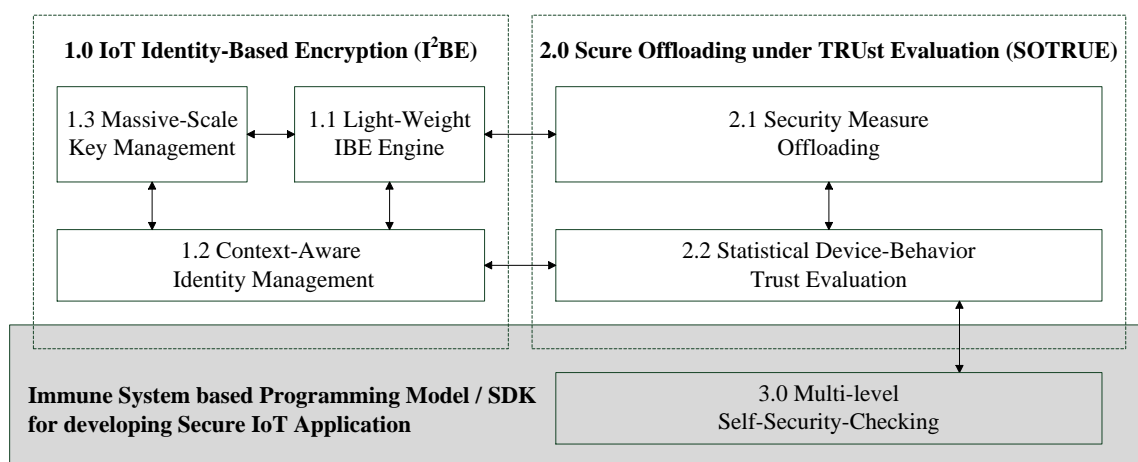 1.0 IoT Identity-Based Encryption (I²BE)
2.0 Scure Offloading under TRUst Evaluation (SOTRUE)
1.3 Massive-Scale
Key Management
1.1 Light-Weight
IBE Engine
2.1 Security Measure
Offloading
1.2 Context-Aware
Identity Management
2.2 Statistical Device-Behavior
Trust Evaluation
Immune System based Programming Model / SDK
for developing Secure IoT Application
3.0 Multi-level
Self-Security-Checking